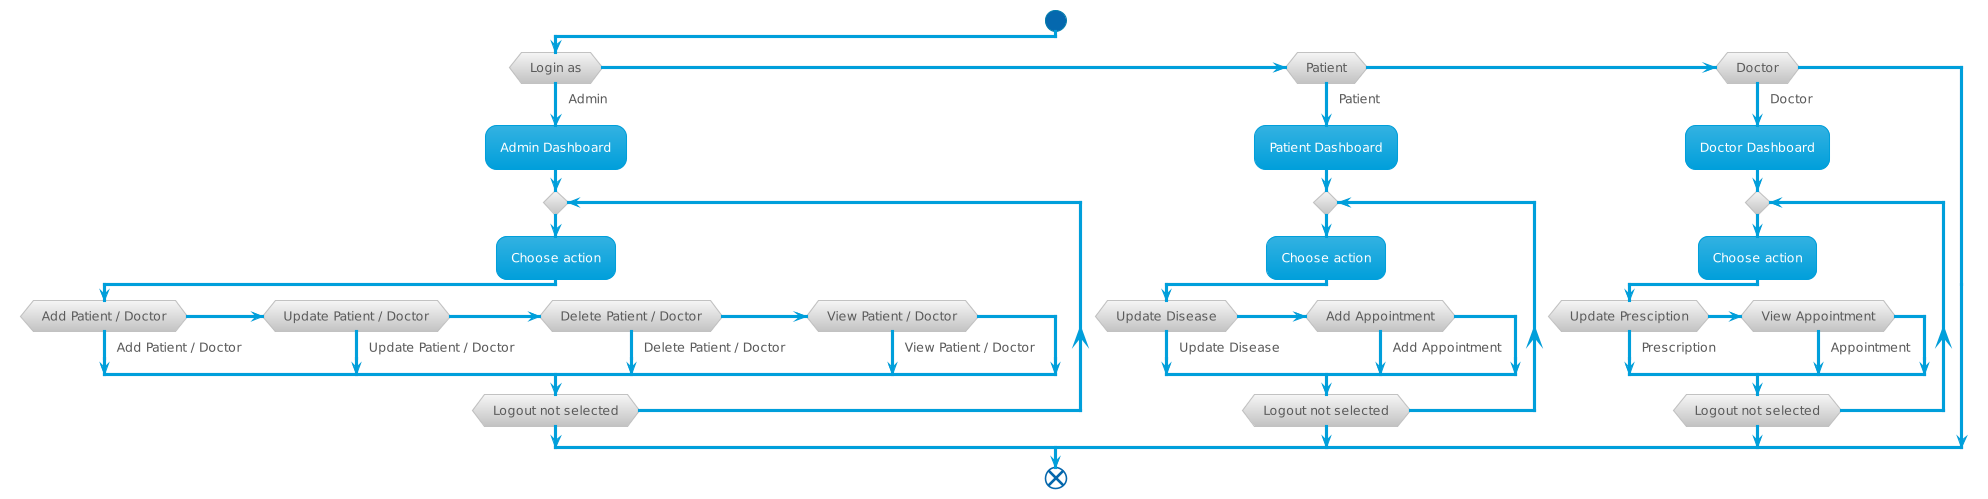 Login as
Patient
Doctor
Admin
Patient
Doctor
Admin Dashboard
Patient Dashboard
Doctor Dashboard
Choose action
Choose action
Choose action
Add Patient / Doctor
Update Patient / Doctor
Delete Patient / Doctor
View Patient / Doctor
Update Disease
Add Appointment
Update Presciption
View Appointment
Add Patient / Doctor
Update Patient / Doctor
Delete Patient / Doctor
View Patient / Doctor
Update Disease
Add Appointment
Prescription
Appointment
Logout not selected
Logout not selected
Logout not selected